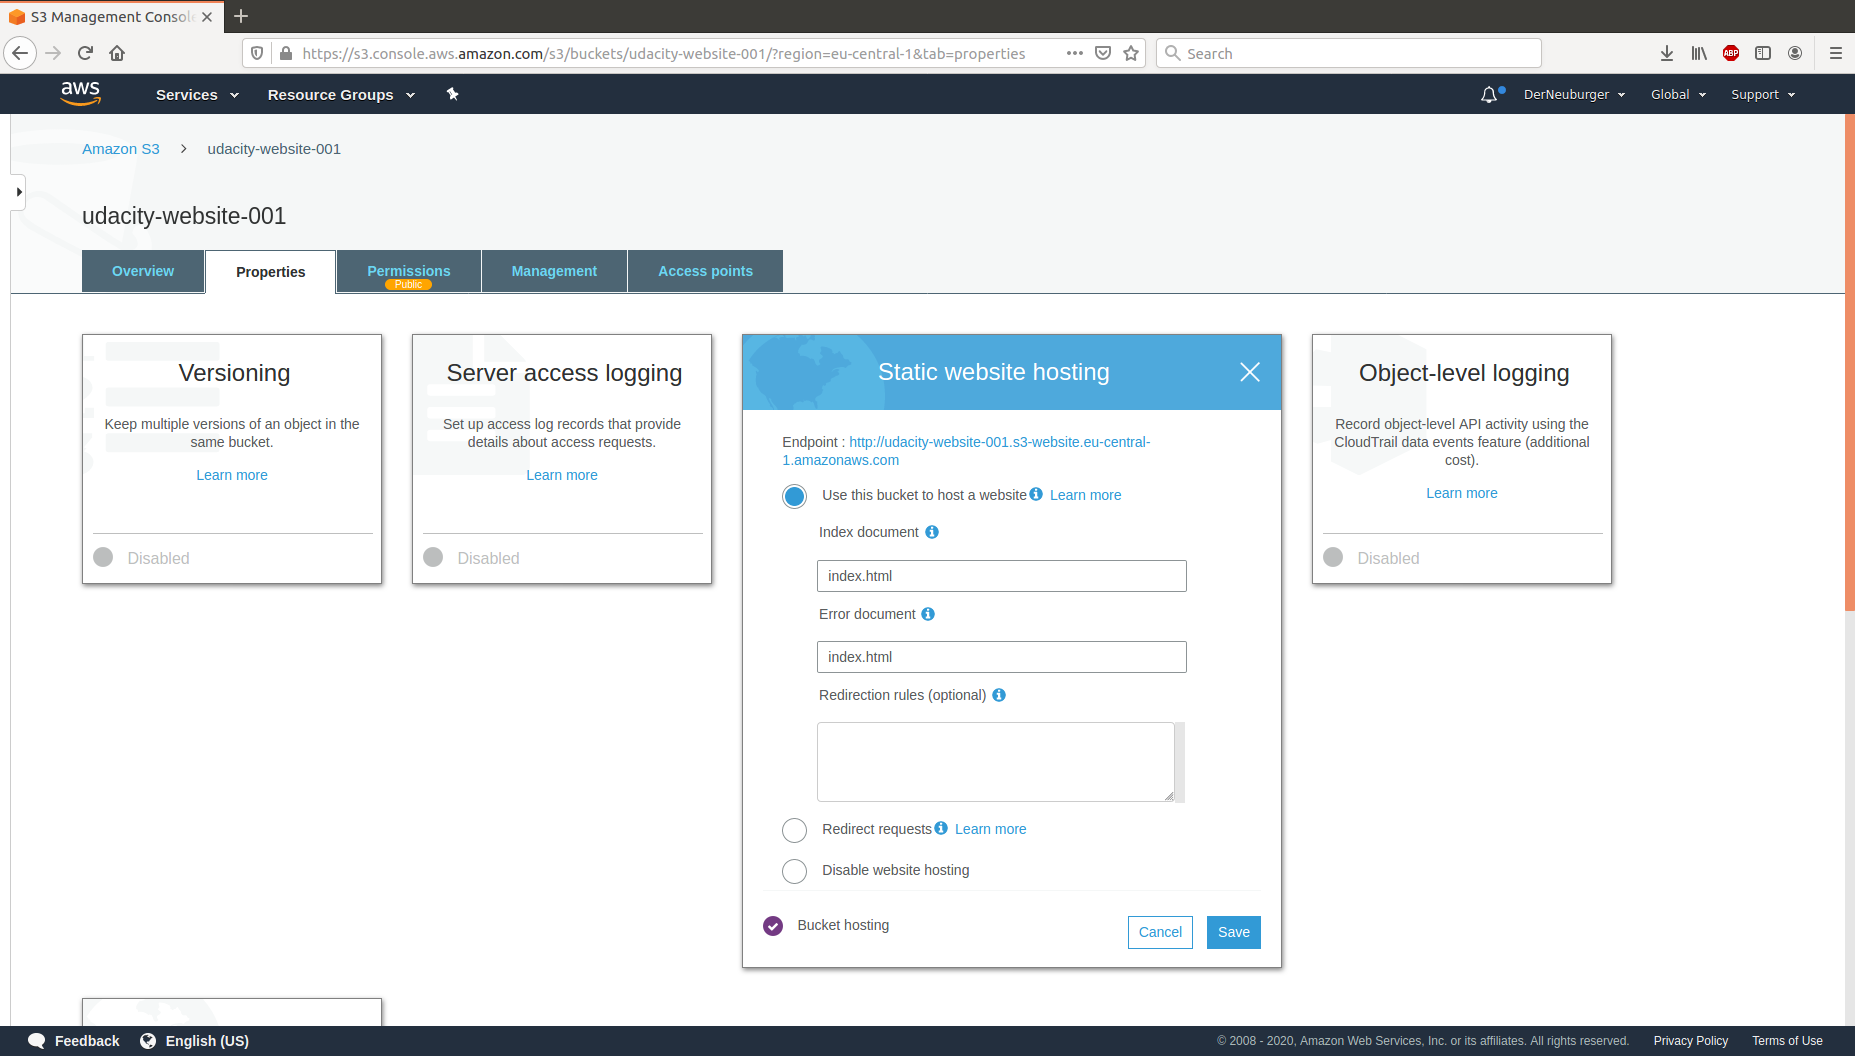 S3 Management Consol
https://s3.console.aws.amazon.com/s3/buckets/udacity-website-001/?region=eu-central-1&tab=properties
Search
ABP
aws
Services
Resource Groups
DerNeuburger
Global
Support
Amazon S3 > udacity-website-001
udacity-website-001
Overview
Properties
Permissions
Public
Management
Access points
Versioning
Keep multiple versions of an object in the
same bucket.
Learn more
Disabled
Server access logging
Set up access log records that provide
details about access requests.
Learn more
Disabled
Static website hosting
Endpoint : http://udacity-website-001.s3-website.eu-central-
1.amazonaws.com
Use this bucket to host a website Learn more
Index document
index.html
Error document
index.html
Redirection rules (optional)
Redirect requests Learn more
Disable website hosting
Bucket hosting
Cancel
Save
Object-level logging
Record object-level API activity using the
CloudTrail data events feature (additional
cost).
Learn more
Disabled
Feedback
English (US)
© 2008 - 2020, Amazon Web Services, Inc. or its affiliates. All rights reserved.
Privacy Policy
Terms of Use